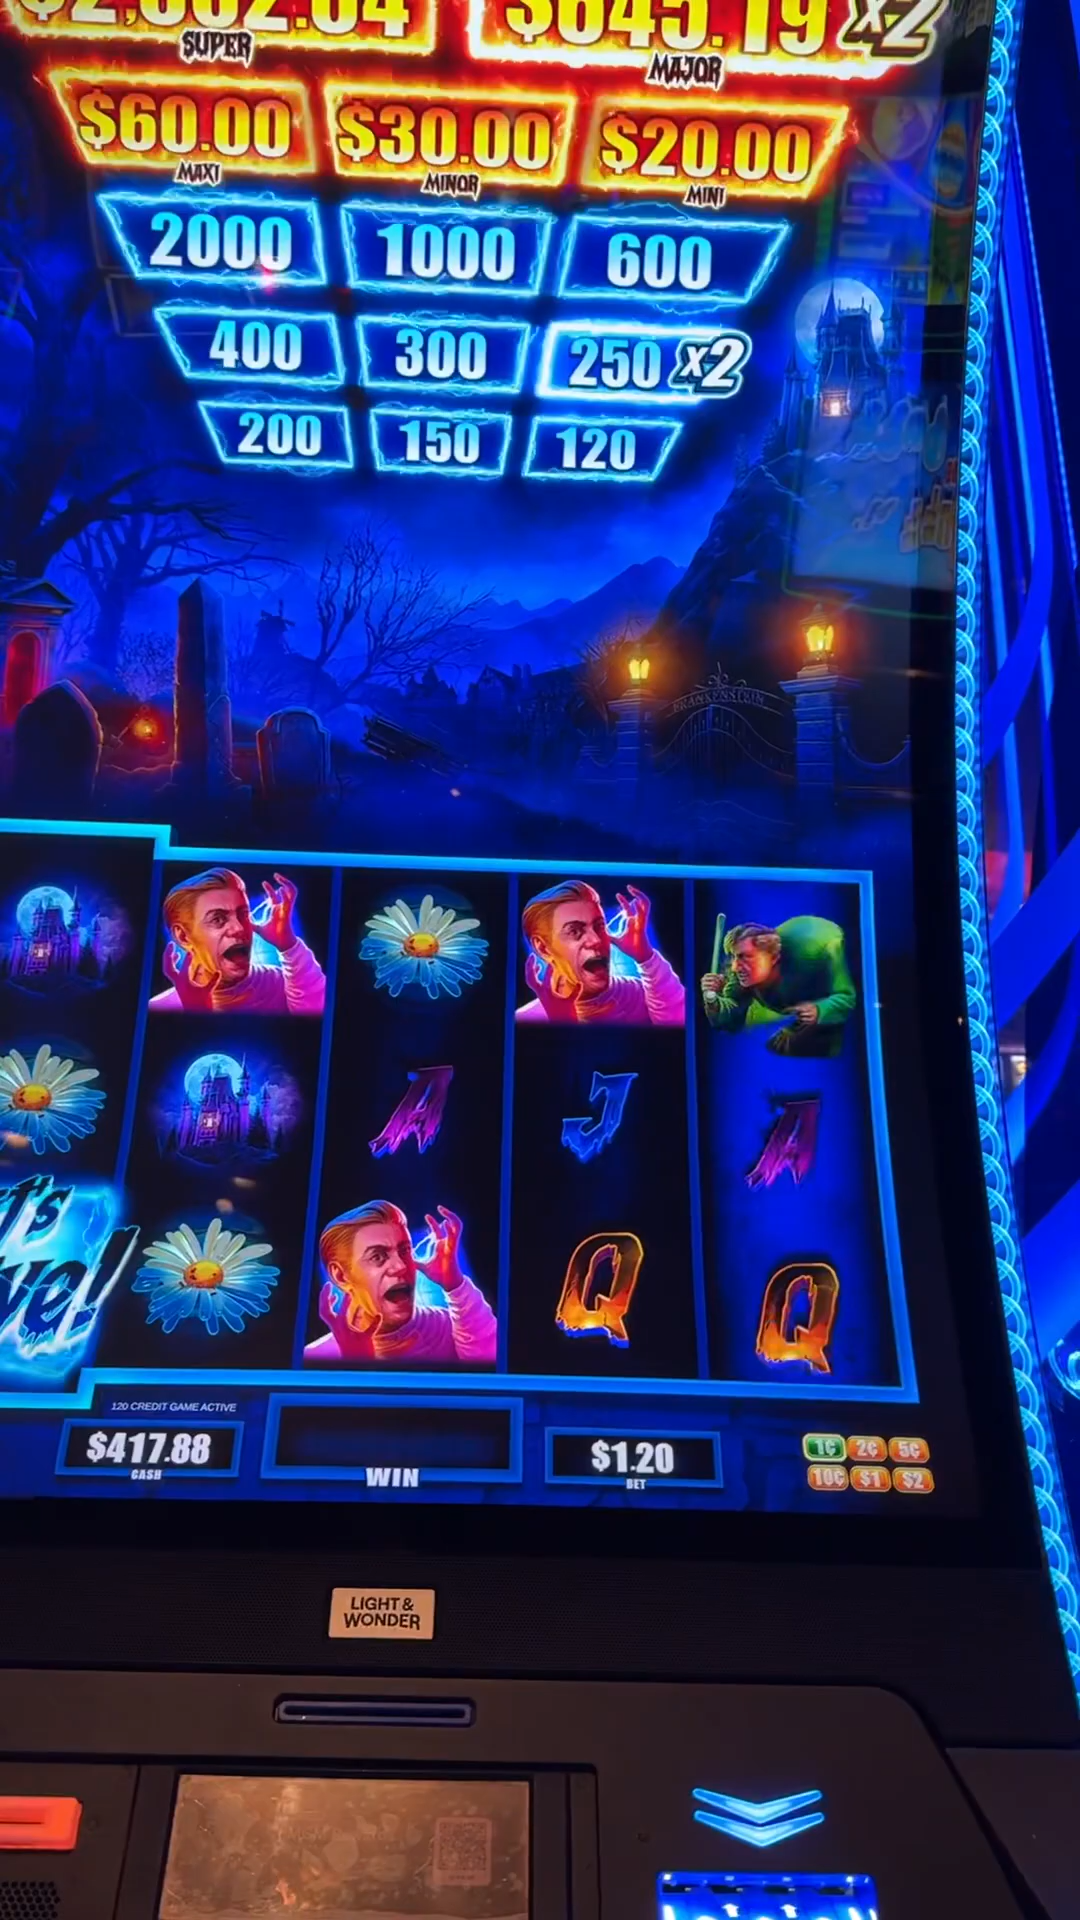 $645.19 x2
SUPER
MAJOR
$60.00 $30.00 $20.00
MAXI MINOR MINI
2000 1000 600
400 300 250 x2
200 150 120
FRANKENSTEIN
A J A
Q Q
120 CREDIT GAME ACTIVE
$417.88
CASH
WIN
$1.20
BET
1¢ 2¢ 5¢
10¢ $1 $2
LIGHT &
WONDER